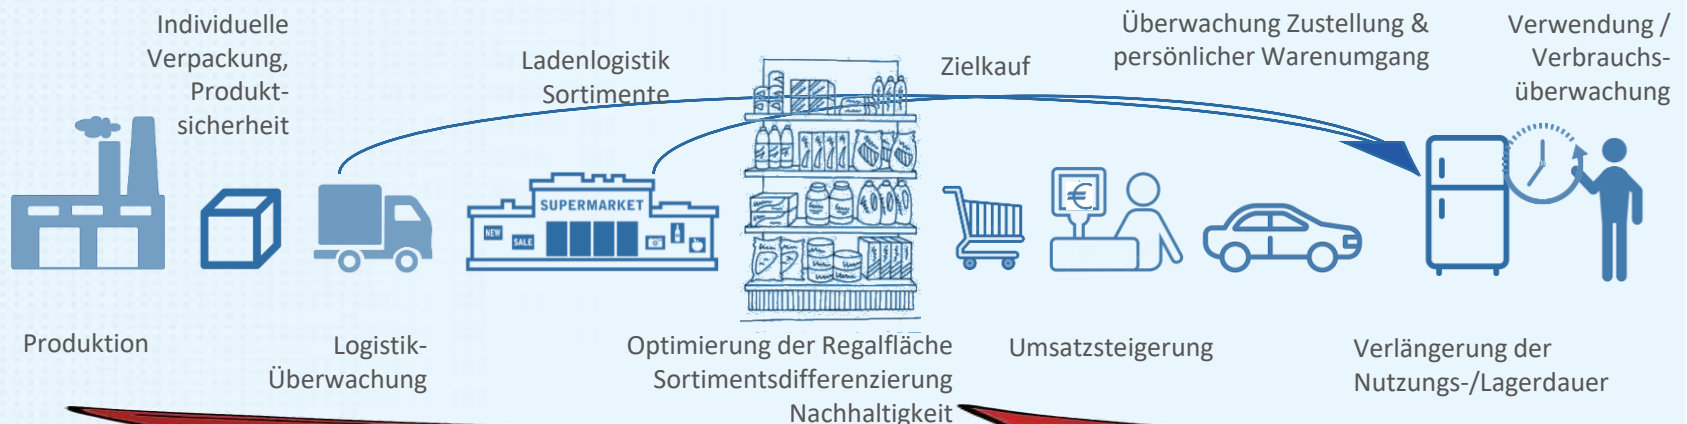 Individuelle
Verpackung,
Produkt-
sicherheit
Ladenlogistik
Sortimente
Zielkauf
Überwachung Zustellung &
persönlicher Warenumgang
Verwendung /
Verbrauchs-
überwachung
SUPERMARKET
NEW
SALE
€
Produktion
Logistik-
Überwachung
Optimierung der Regalfläche
Sortimentsdifferenzierung
Nachhaltigkeit
Umsatzsteigerung
Verlängerung der
Nutzungs-/Lagerdauer